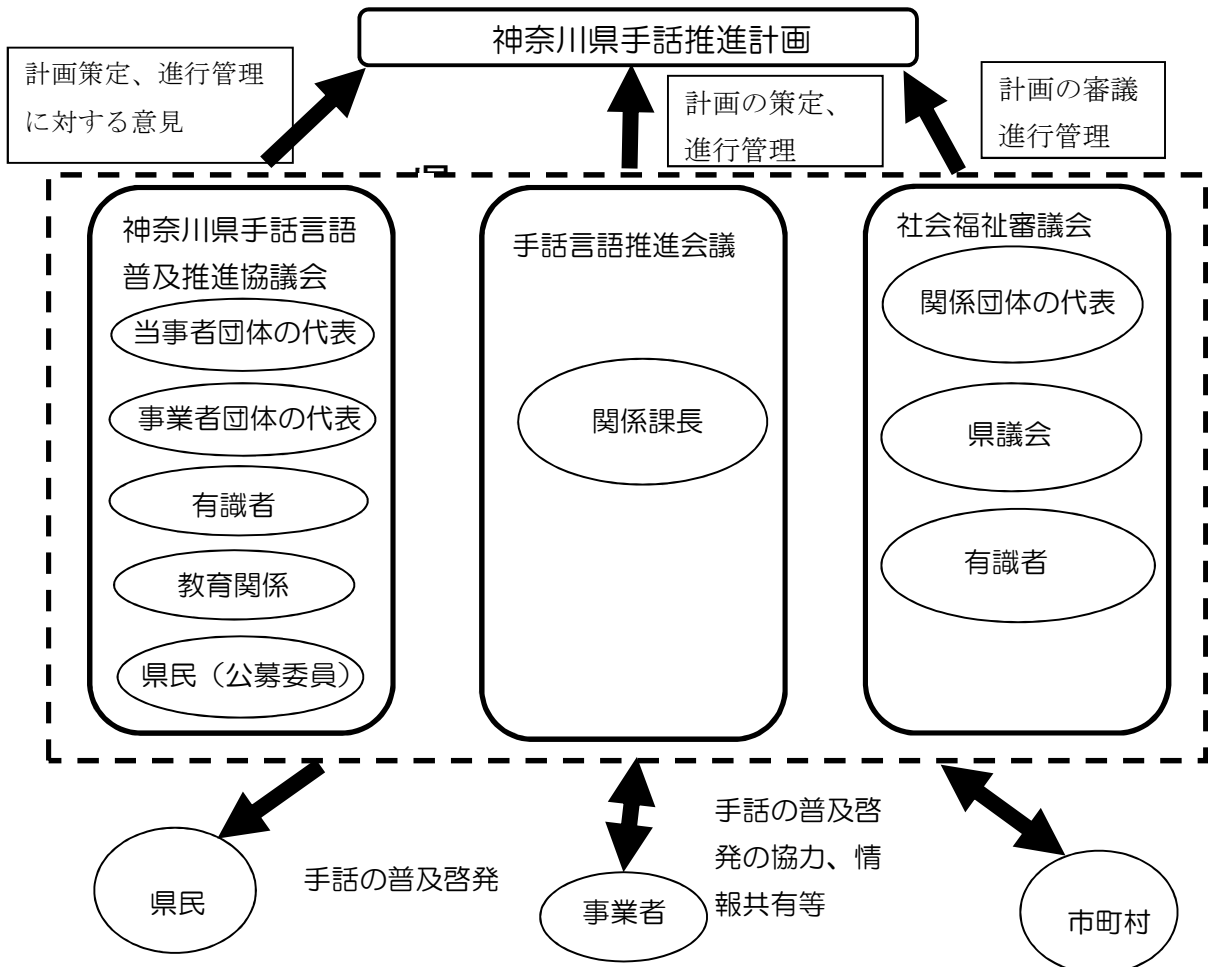 神奈川県手話推進計画
計画策定、進行管理
に対する意見
計画の策定、
進行管理
計画の審議
進行管理
神奈川県手話言語
普及推進協議会
当事者団体の代表
事業者団体の代表
有識者
教育関係
県民（公募委員）
手話言語推進会議
関係課長
社会福祉審議会
関係団体の代表
県議会
有識者
県民
手話の普及啓発
事業者
手話の普及啓
発の協力、情
報共有等
市町村